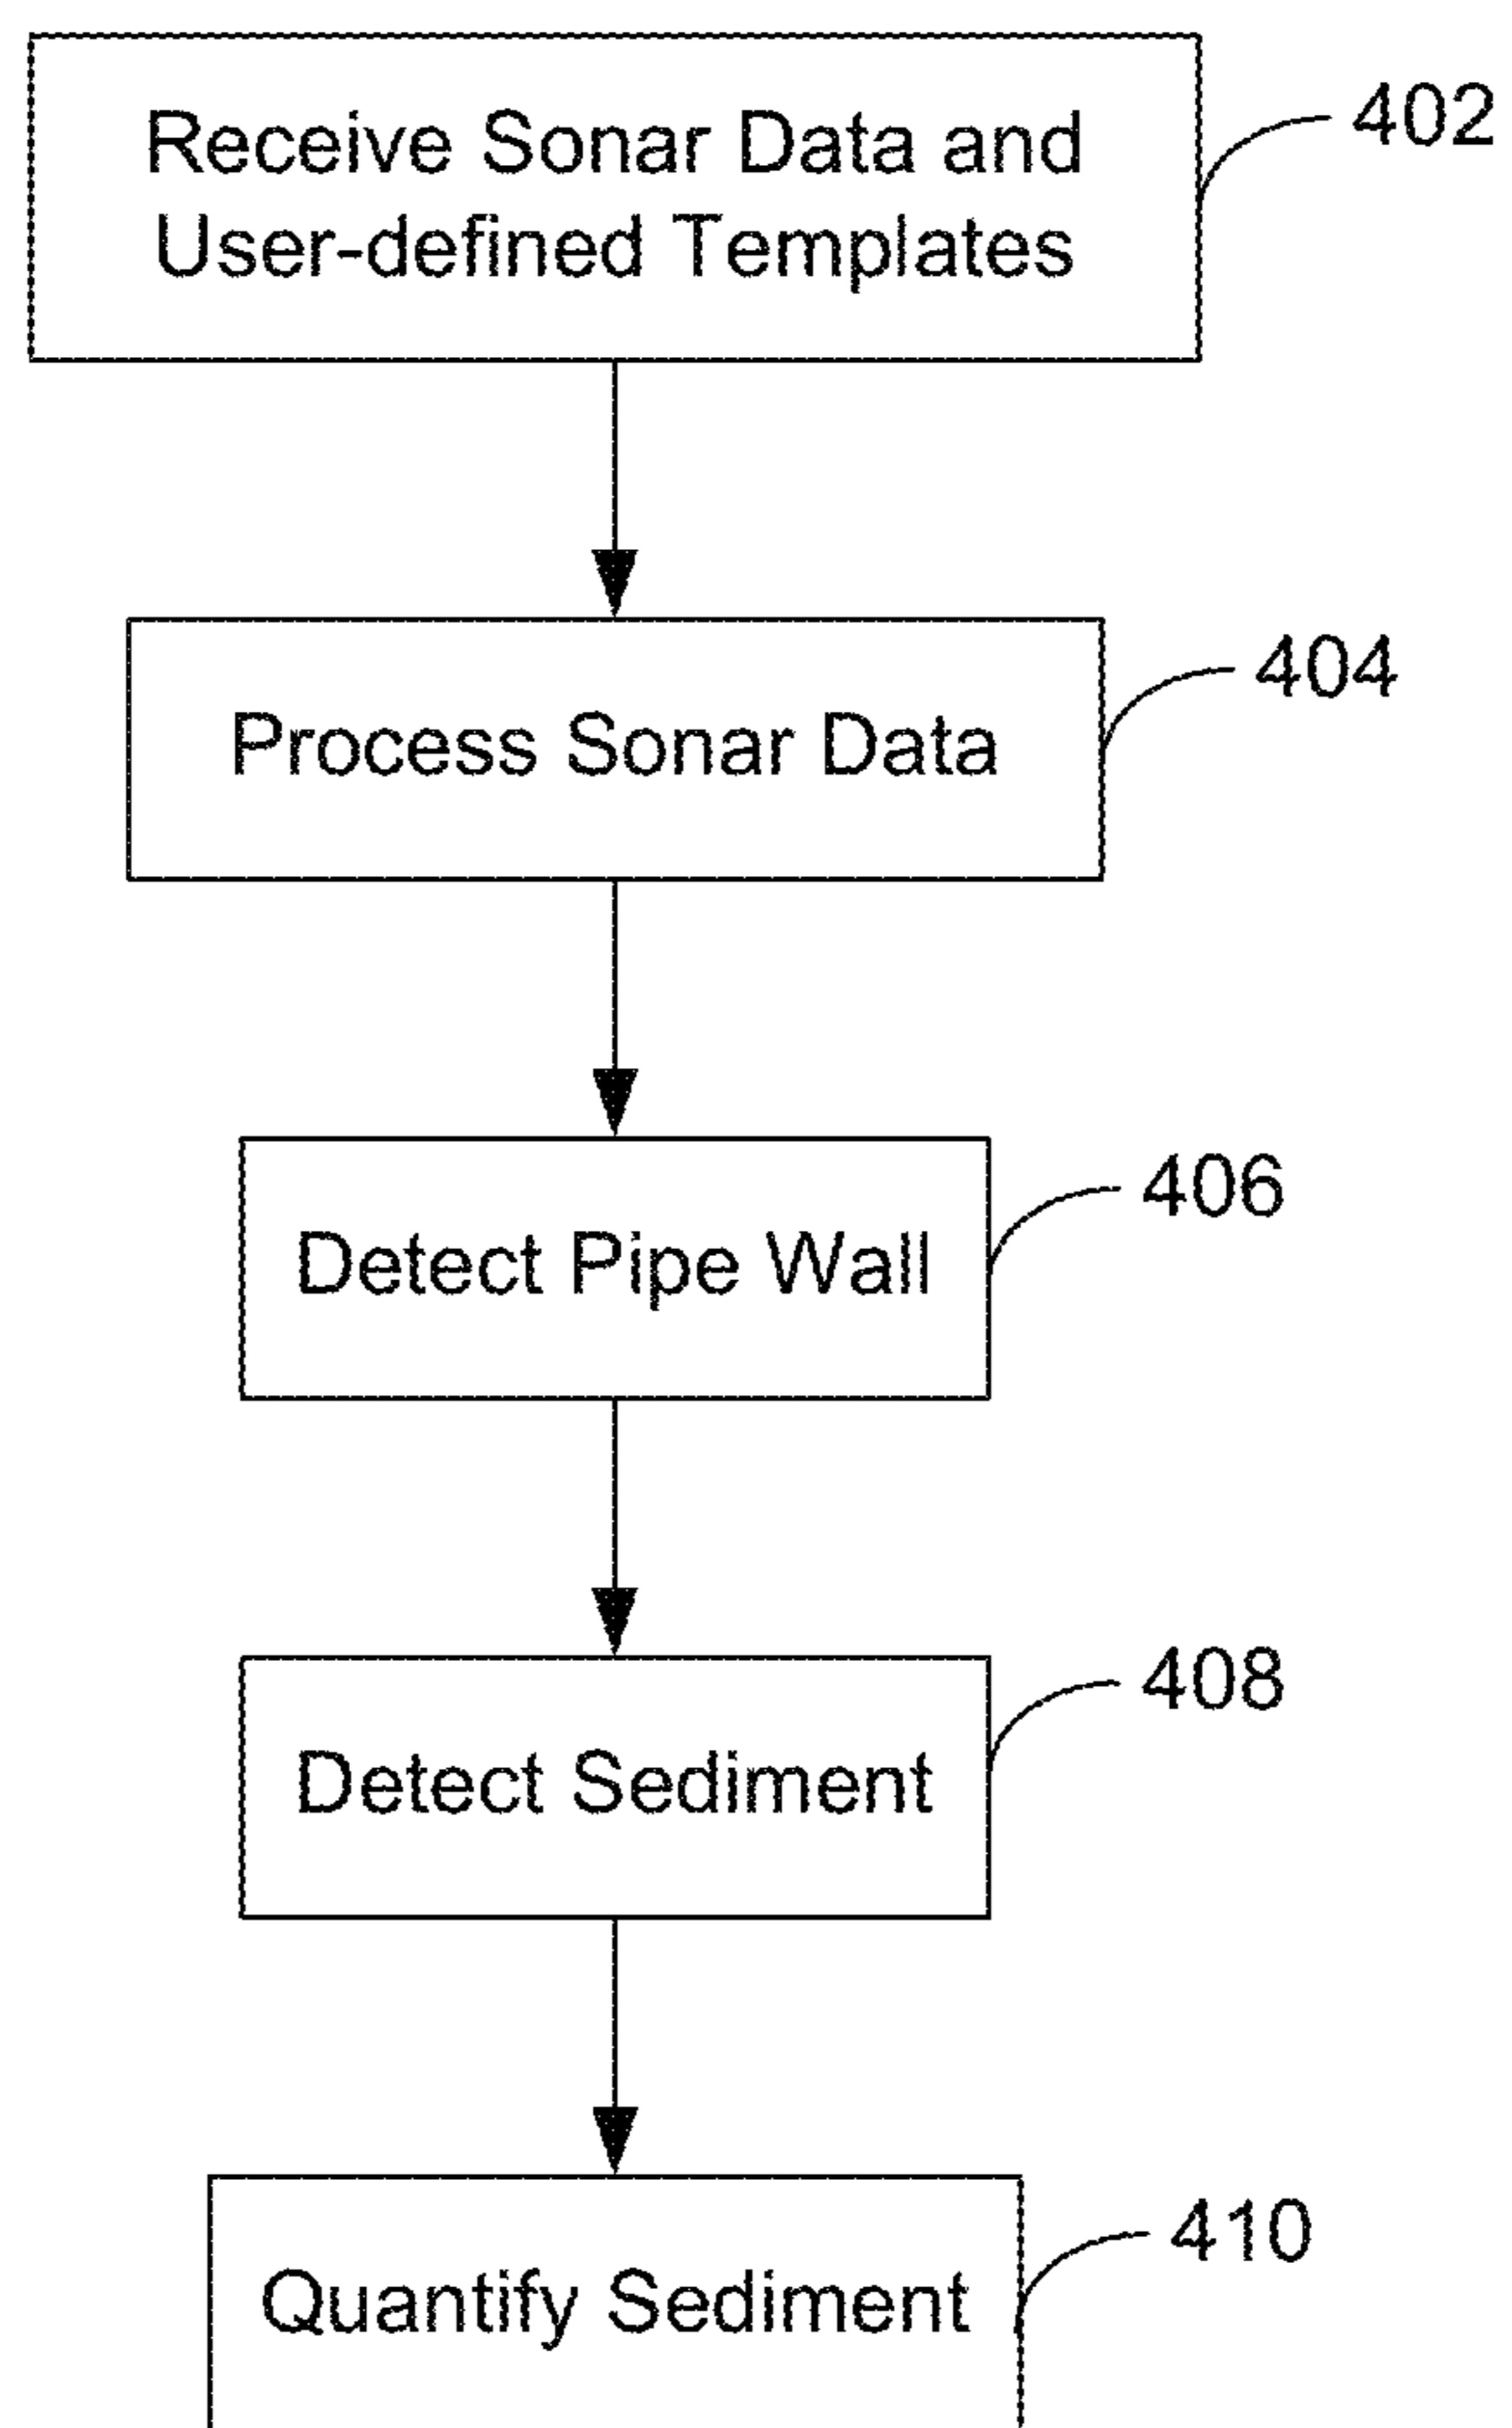 Receive Sonar Data and
User-defined Templates
402
Process Sonar Data
404
Detect Pipe Wall
406
Detect Sediment
408
Quantify Sediment
410